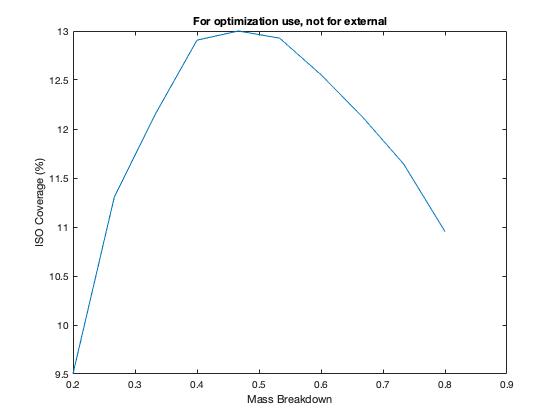 For optimization use, not for external
13
12.5
12
11.5
11
10.5
10
9.5
ISO Coverage (%)
0.2 0.3 0.4 0.5 0.6 0.7 0.8 0.9
Mass Breakdown